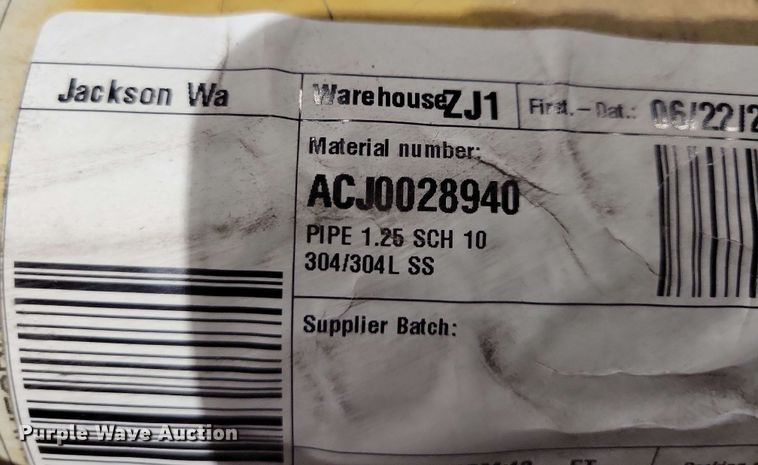 Jackson Wa
Warehouse ZJ1
First.-Dat.: 06/22/2
Material number:
ACJ0028940
PIPE 1.25 SCH 10
304/304L SS
Supplier Batch:
Purple Wave Auction